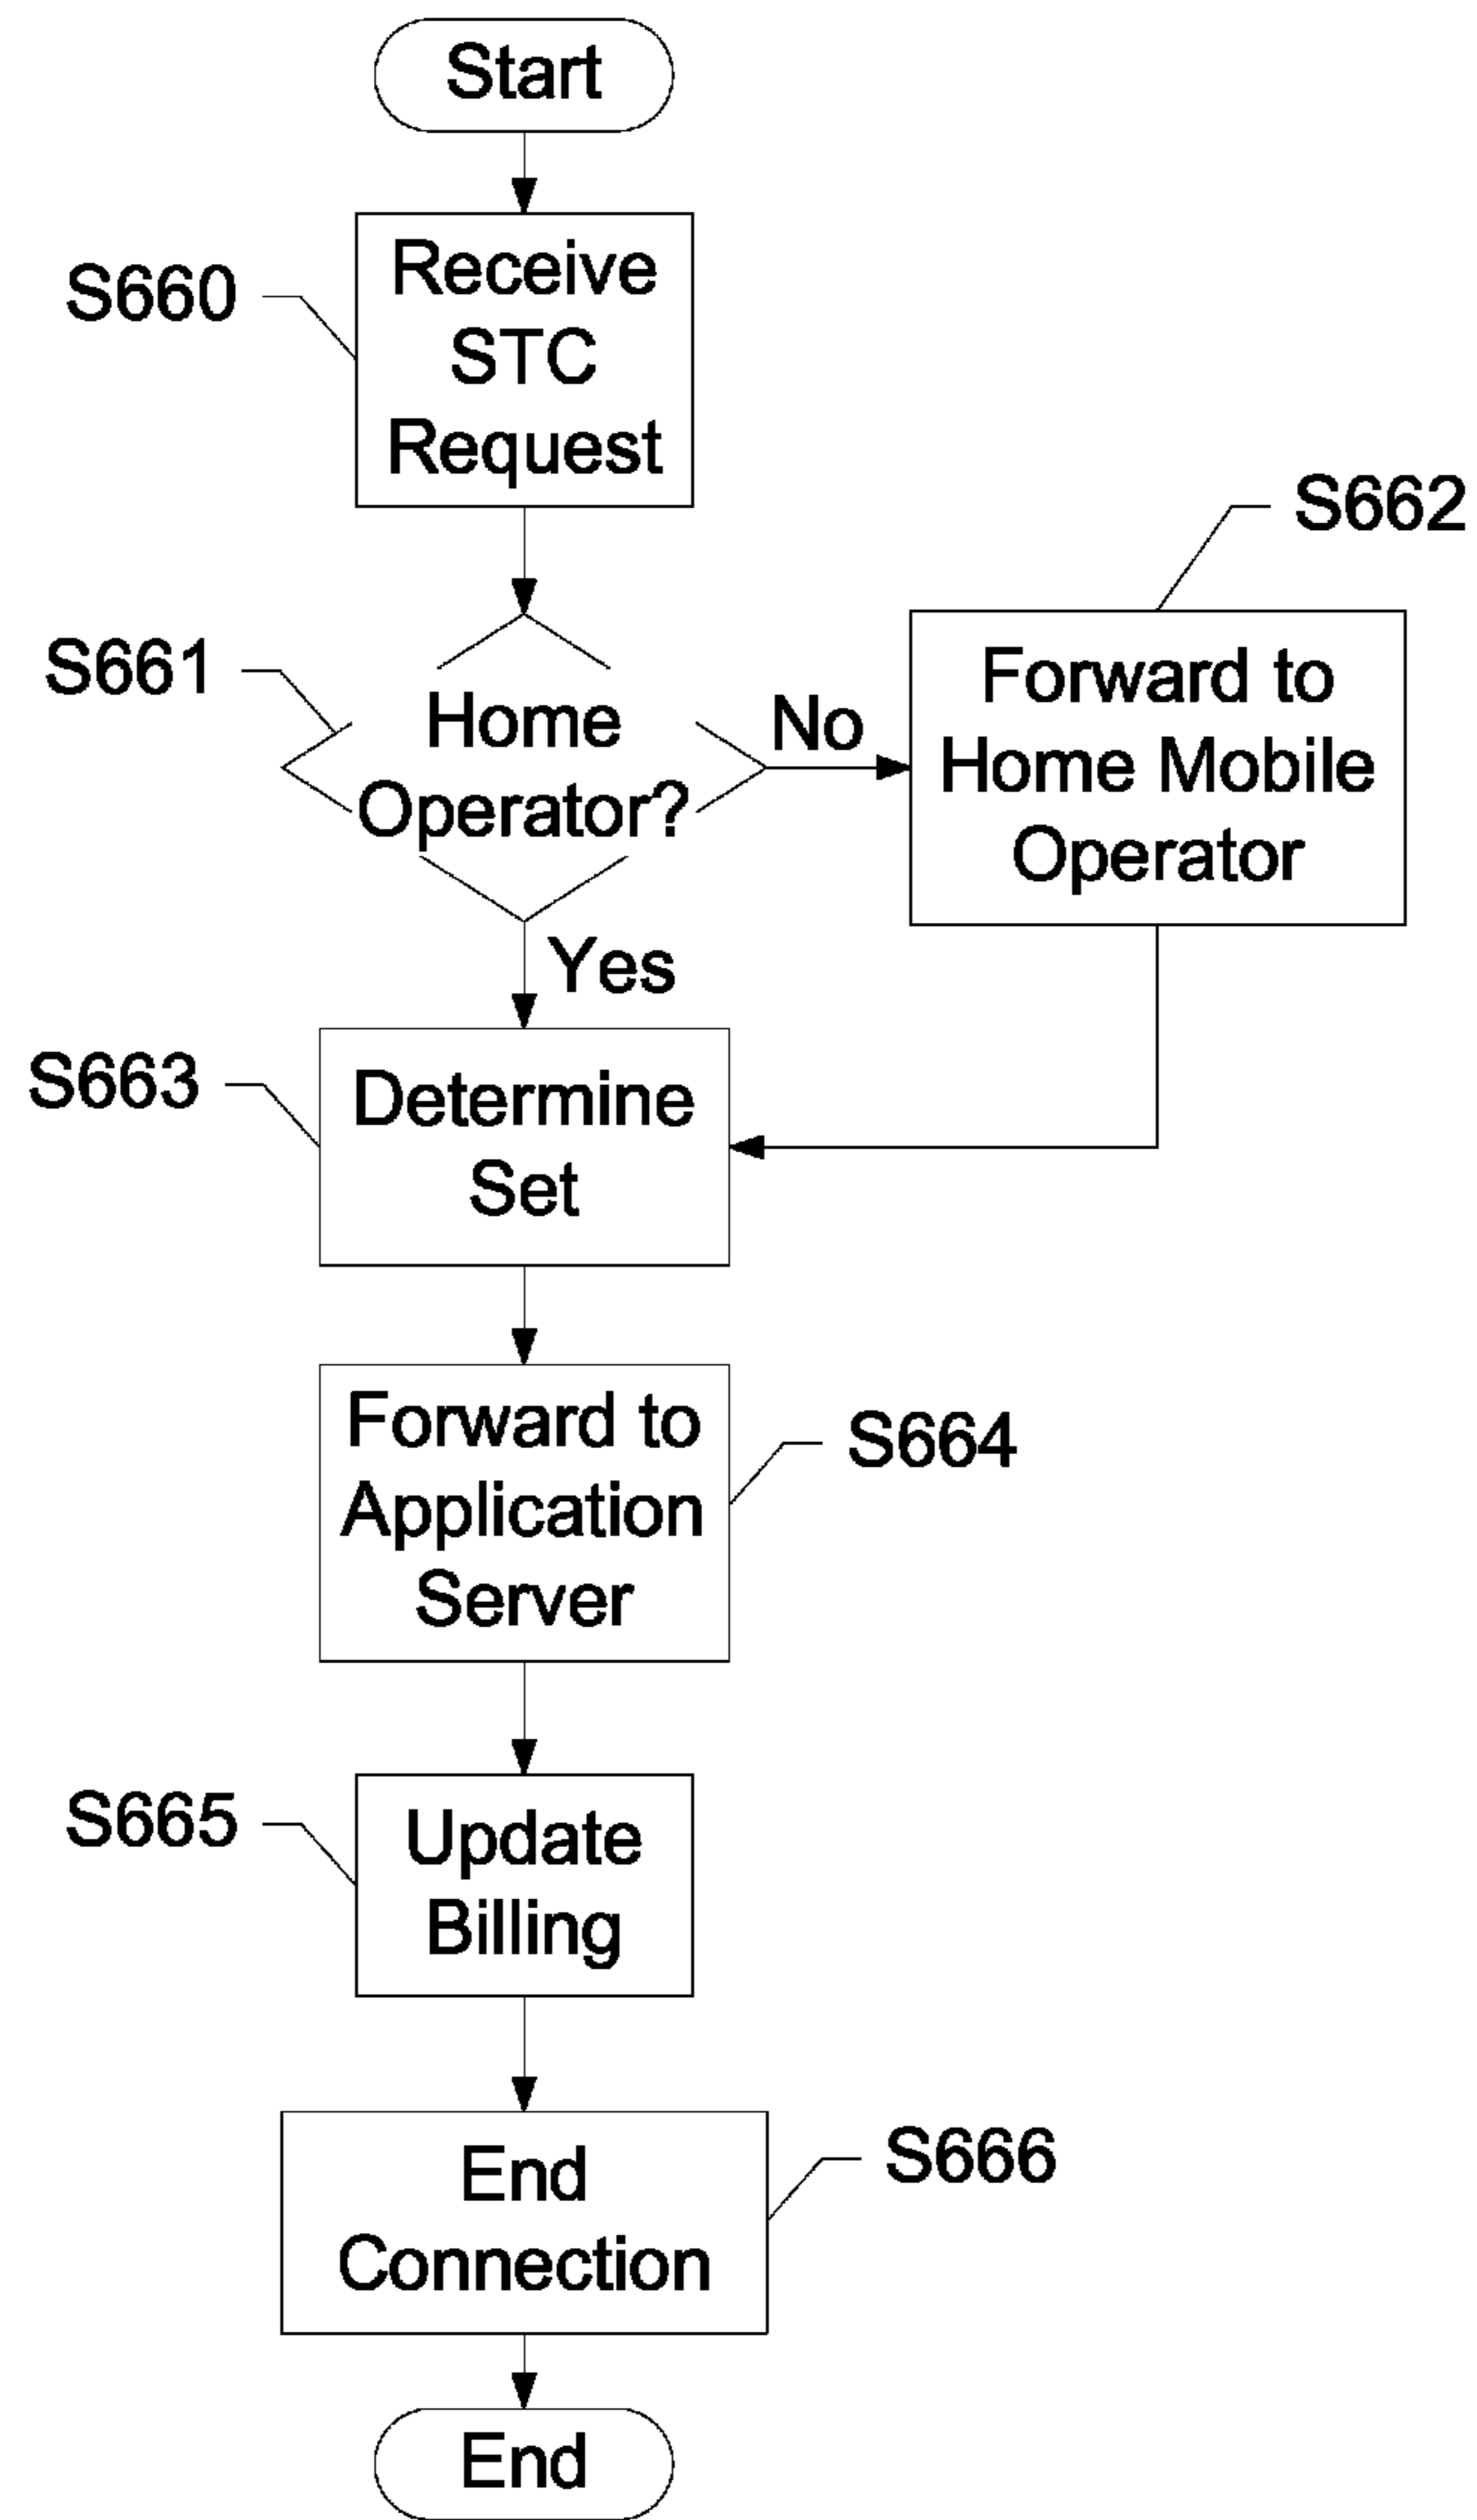 Start
S660
Receive
STC
Request
S661
Home
Operator?
No
S662
Forward to
Home Mobile
Operator
Yes
S663
Determine
Set
Forward to
Application
Server
S664
S665
Update
Billing
End
Connection
S666
End